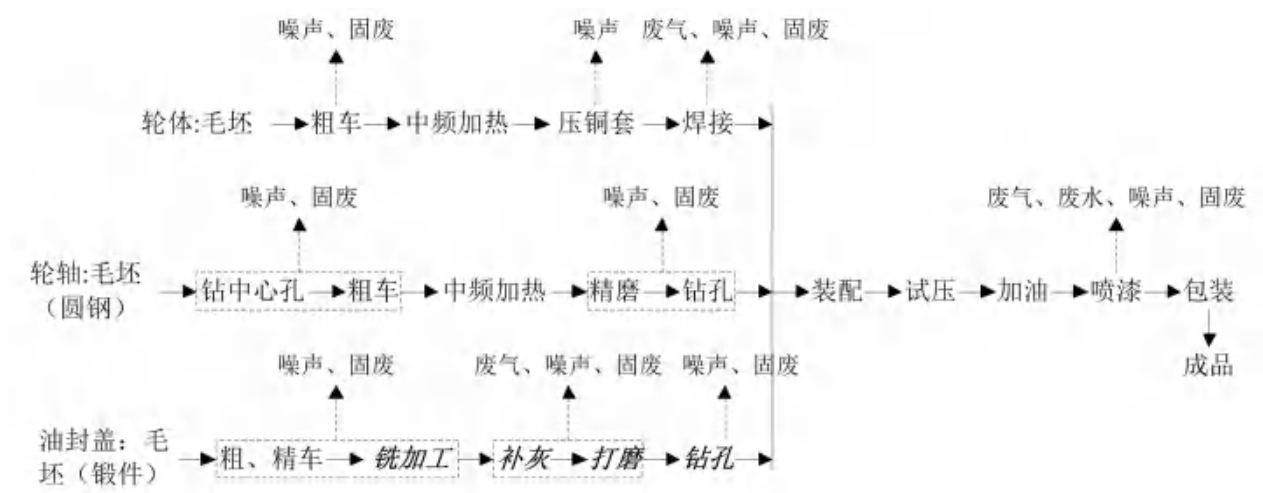 噪声、固废
噪声
废气、噪声、固废
轮体:毛坯
粗车
中频加热
压铜套
焊接
噪声、固废
噪声、固废
废气、废水、噪声、固废
轮轴:毛坯
（圆钢）
钻中心孔
粗车
中频加热
精磨
钻孔
装配
试压
加油
喷漆
包装
成品
噪声、固废
废气、噪声、固废
噪声、固废
油封盖：毛
坯（锻件）
粗、精车
铣加工
补灰
打磨
钻孔